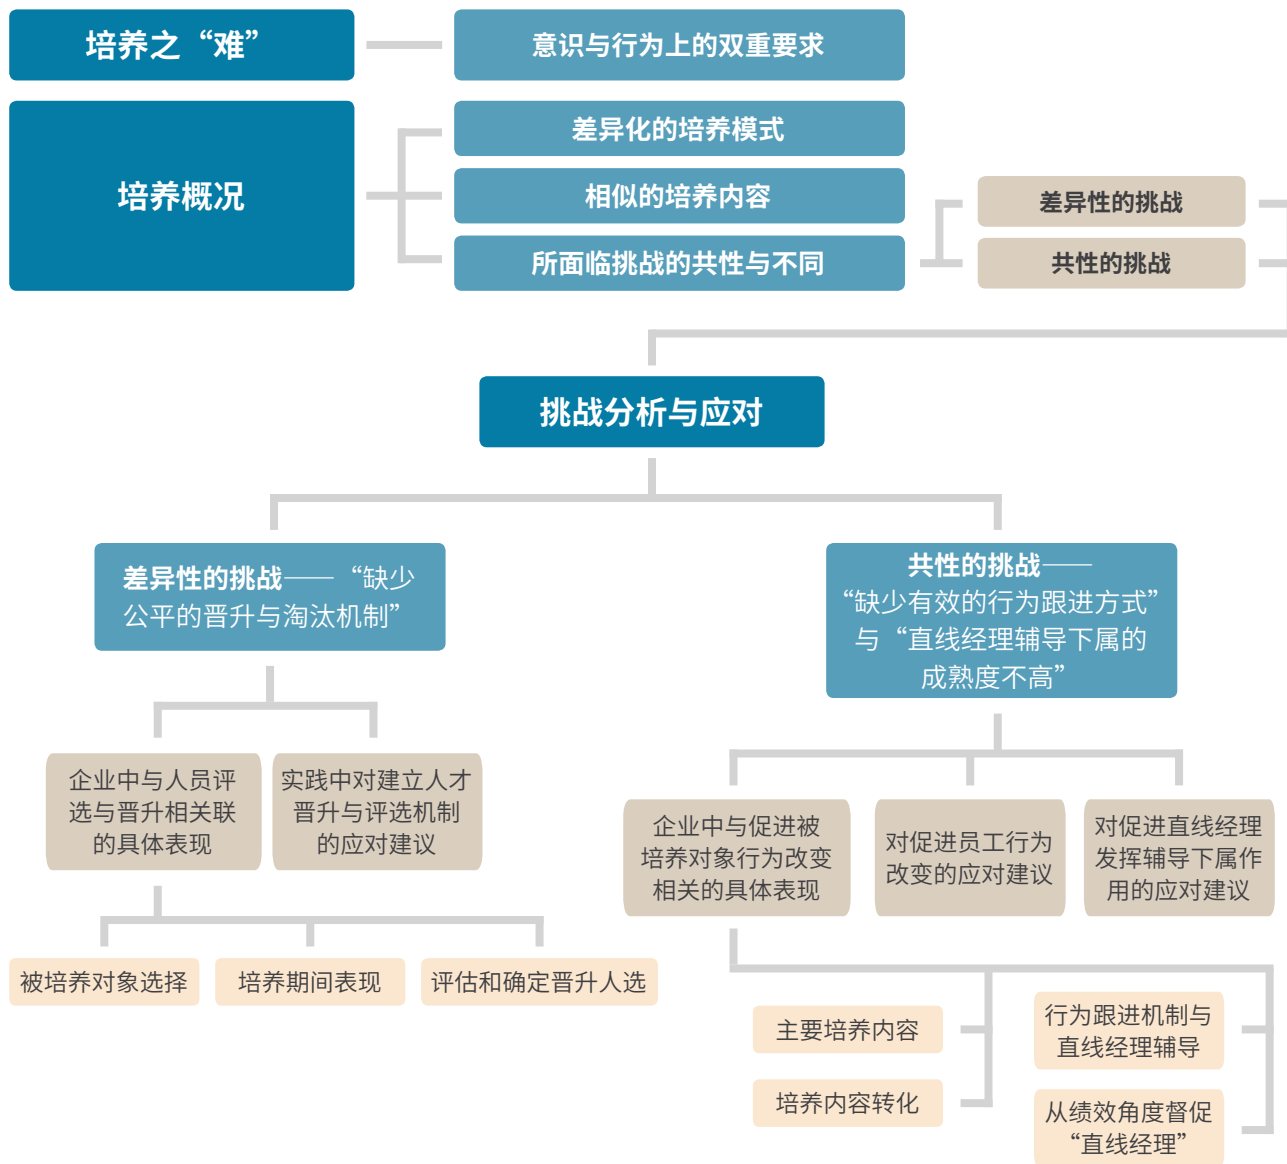 培养之“难”
意识与行为上的双重要求
培养概况
差异化的培养模式
相似的培养内容
所面临挑战的共性与不同
差异性的挑战
共性的挑战
挑战分析与应对
差异性的挑战——“缺少
公平的晋升与淘汰机制”
共性的挑战——
“缺少有效的行为跟进方式”
与“直线经理辅导下属的
成熟度不高”
企业中与人员评
选与晋升相关联
的具体表现
实践中对建立人才
晋升与评选机制
的应对建议
企业中与促进被
培养对象行为改变
相关的具体表现
对促进员工行为
改变的应对建议
对促进直线经理
发挥辅导下属作
用的应对建议
被培养对象选择
培养期间表现
评估和确定晋升人选
主要培养内容
培养内容转化
行为跟进机制与
直线经理辅导
从绩效角度督促
“直线经理”